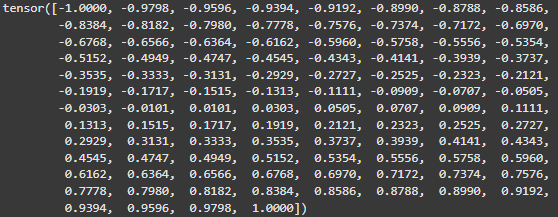 tensor([-1.0000, -0.9798, -0.9596, -0.9394, -0.9192, -0.8990, -0.8788, -0.8586,
-0.8384, -0.8182, -0.7980, -0.7778, -0.7576, -0.7374, -0.7172, -0.6970,
-0.6768, -0.6566, -0.6364, -0.6162, -0.5960, -0.5758, -0.5556, -0.5354,
-0.5152, -0.4949, -0.4747, -0.4545, -0.4343, -0.4141, -0.3939, -0.3737,
-0.3535, -0.3333, -0.3131, -0.2929, -0.2727, -0.2525, -0.2323, -0.2121,
-0.1919, -0.1717, -0.1515, -0.1313, -0.1111, -0.0909, -0.0707, -0.0505,
-0.0303, -0.0101, 0.0101, 0.0303, 0.0505, 0.0707, 0.0909, 0.1111,
0.1313, 0.1515, 0.1717, 0.1919, 0.2121, 0.2323, 0.2525, 0.2727,
0.2929, 0.3131, 0.3333, 0.3535, 0.3737, 0.3939, 0.4141, 0.4343,
0.4545, 0.4747, 0.4949, 0.5152, 0.5354, 0.5556, 0.5758, 0.5960,
0.6162, 0.6364, 0.6566, 0.6768, 0.6970, 0.7172, 0.7374, 0.7576,
0.7778, 0.7980, 0.8182, 0.8384, 0.8586, 0.8788, 0.8990, 0.9192,
0.9394, 0.9596, 0.9798, 1.0000])